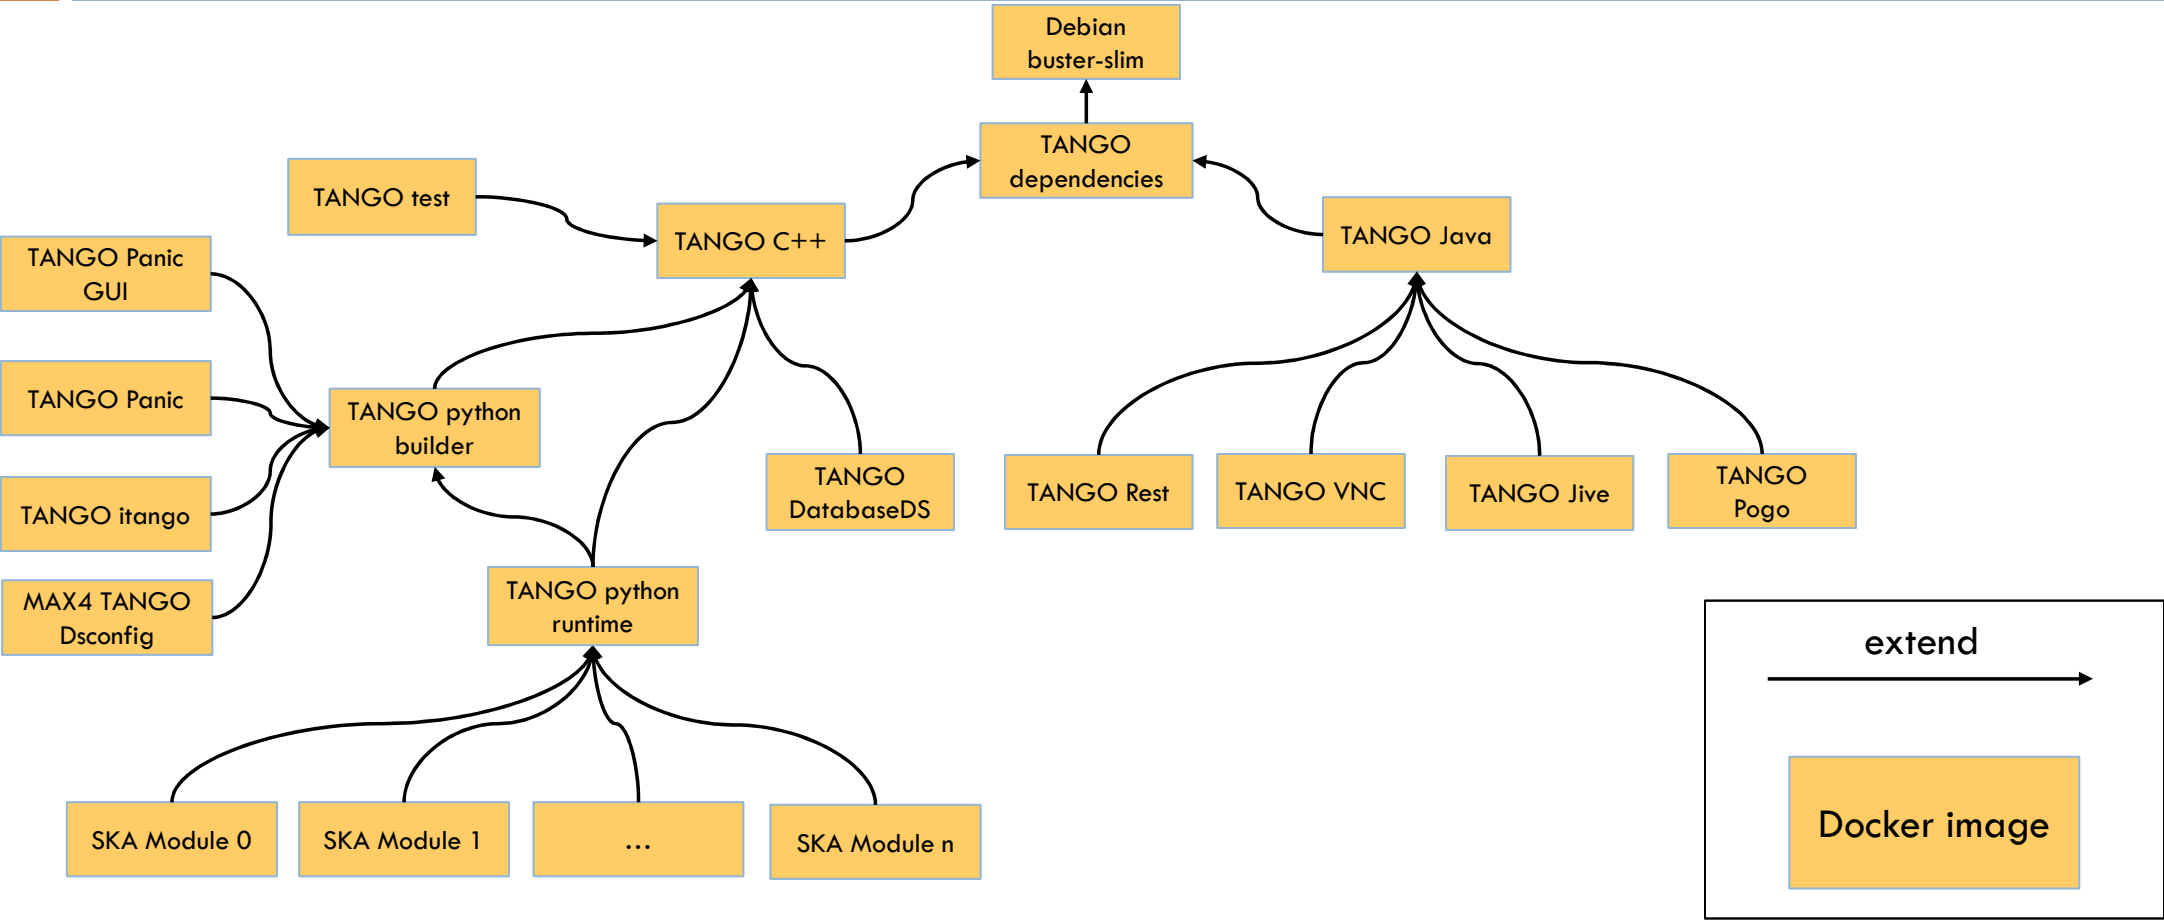 Debian
buster-slim
TANGO
dependencies
TANGO test
TANGO C++
TANGO Java
TANGO Panic
GUI
TANGO Panic
TANGO python
builder
TANGO itango
TANGO
DatabaseDS
TANGO Rest
TANGO VNC
TANGO Jive
TANGO
Pogo
MAX4 TANGO
Dsconfig
TANGO python
runtime
SKA Module 0
SKA Module 1
...
SKA Module n
extend
Docker image